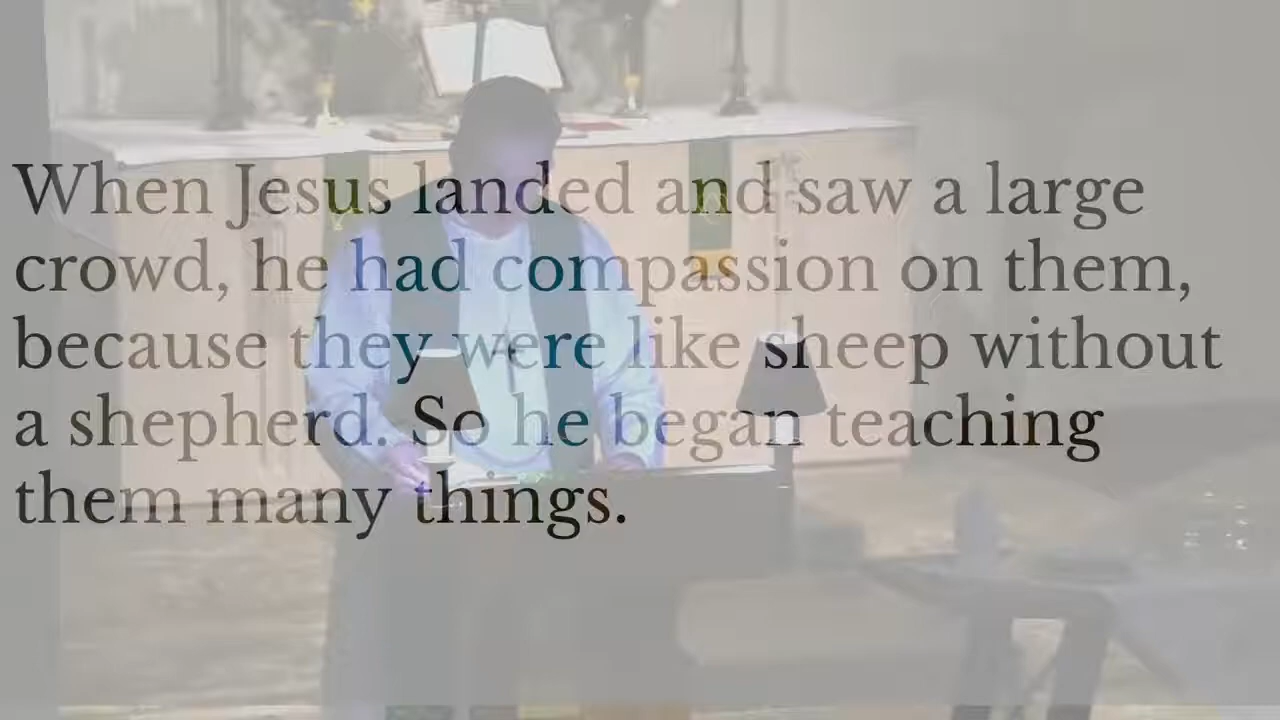 When Jesus landed and saw a large
crowd, he had compassion on them,
because they were like sheep without
a shepherd. So he began teaching
them many things.